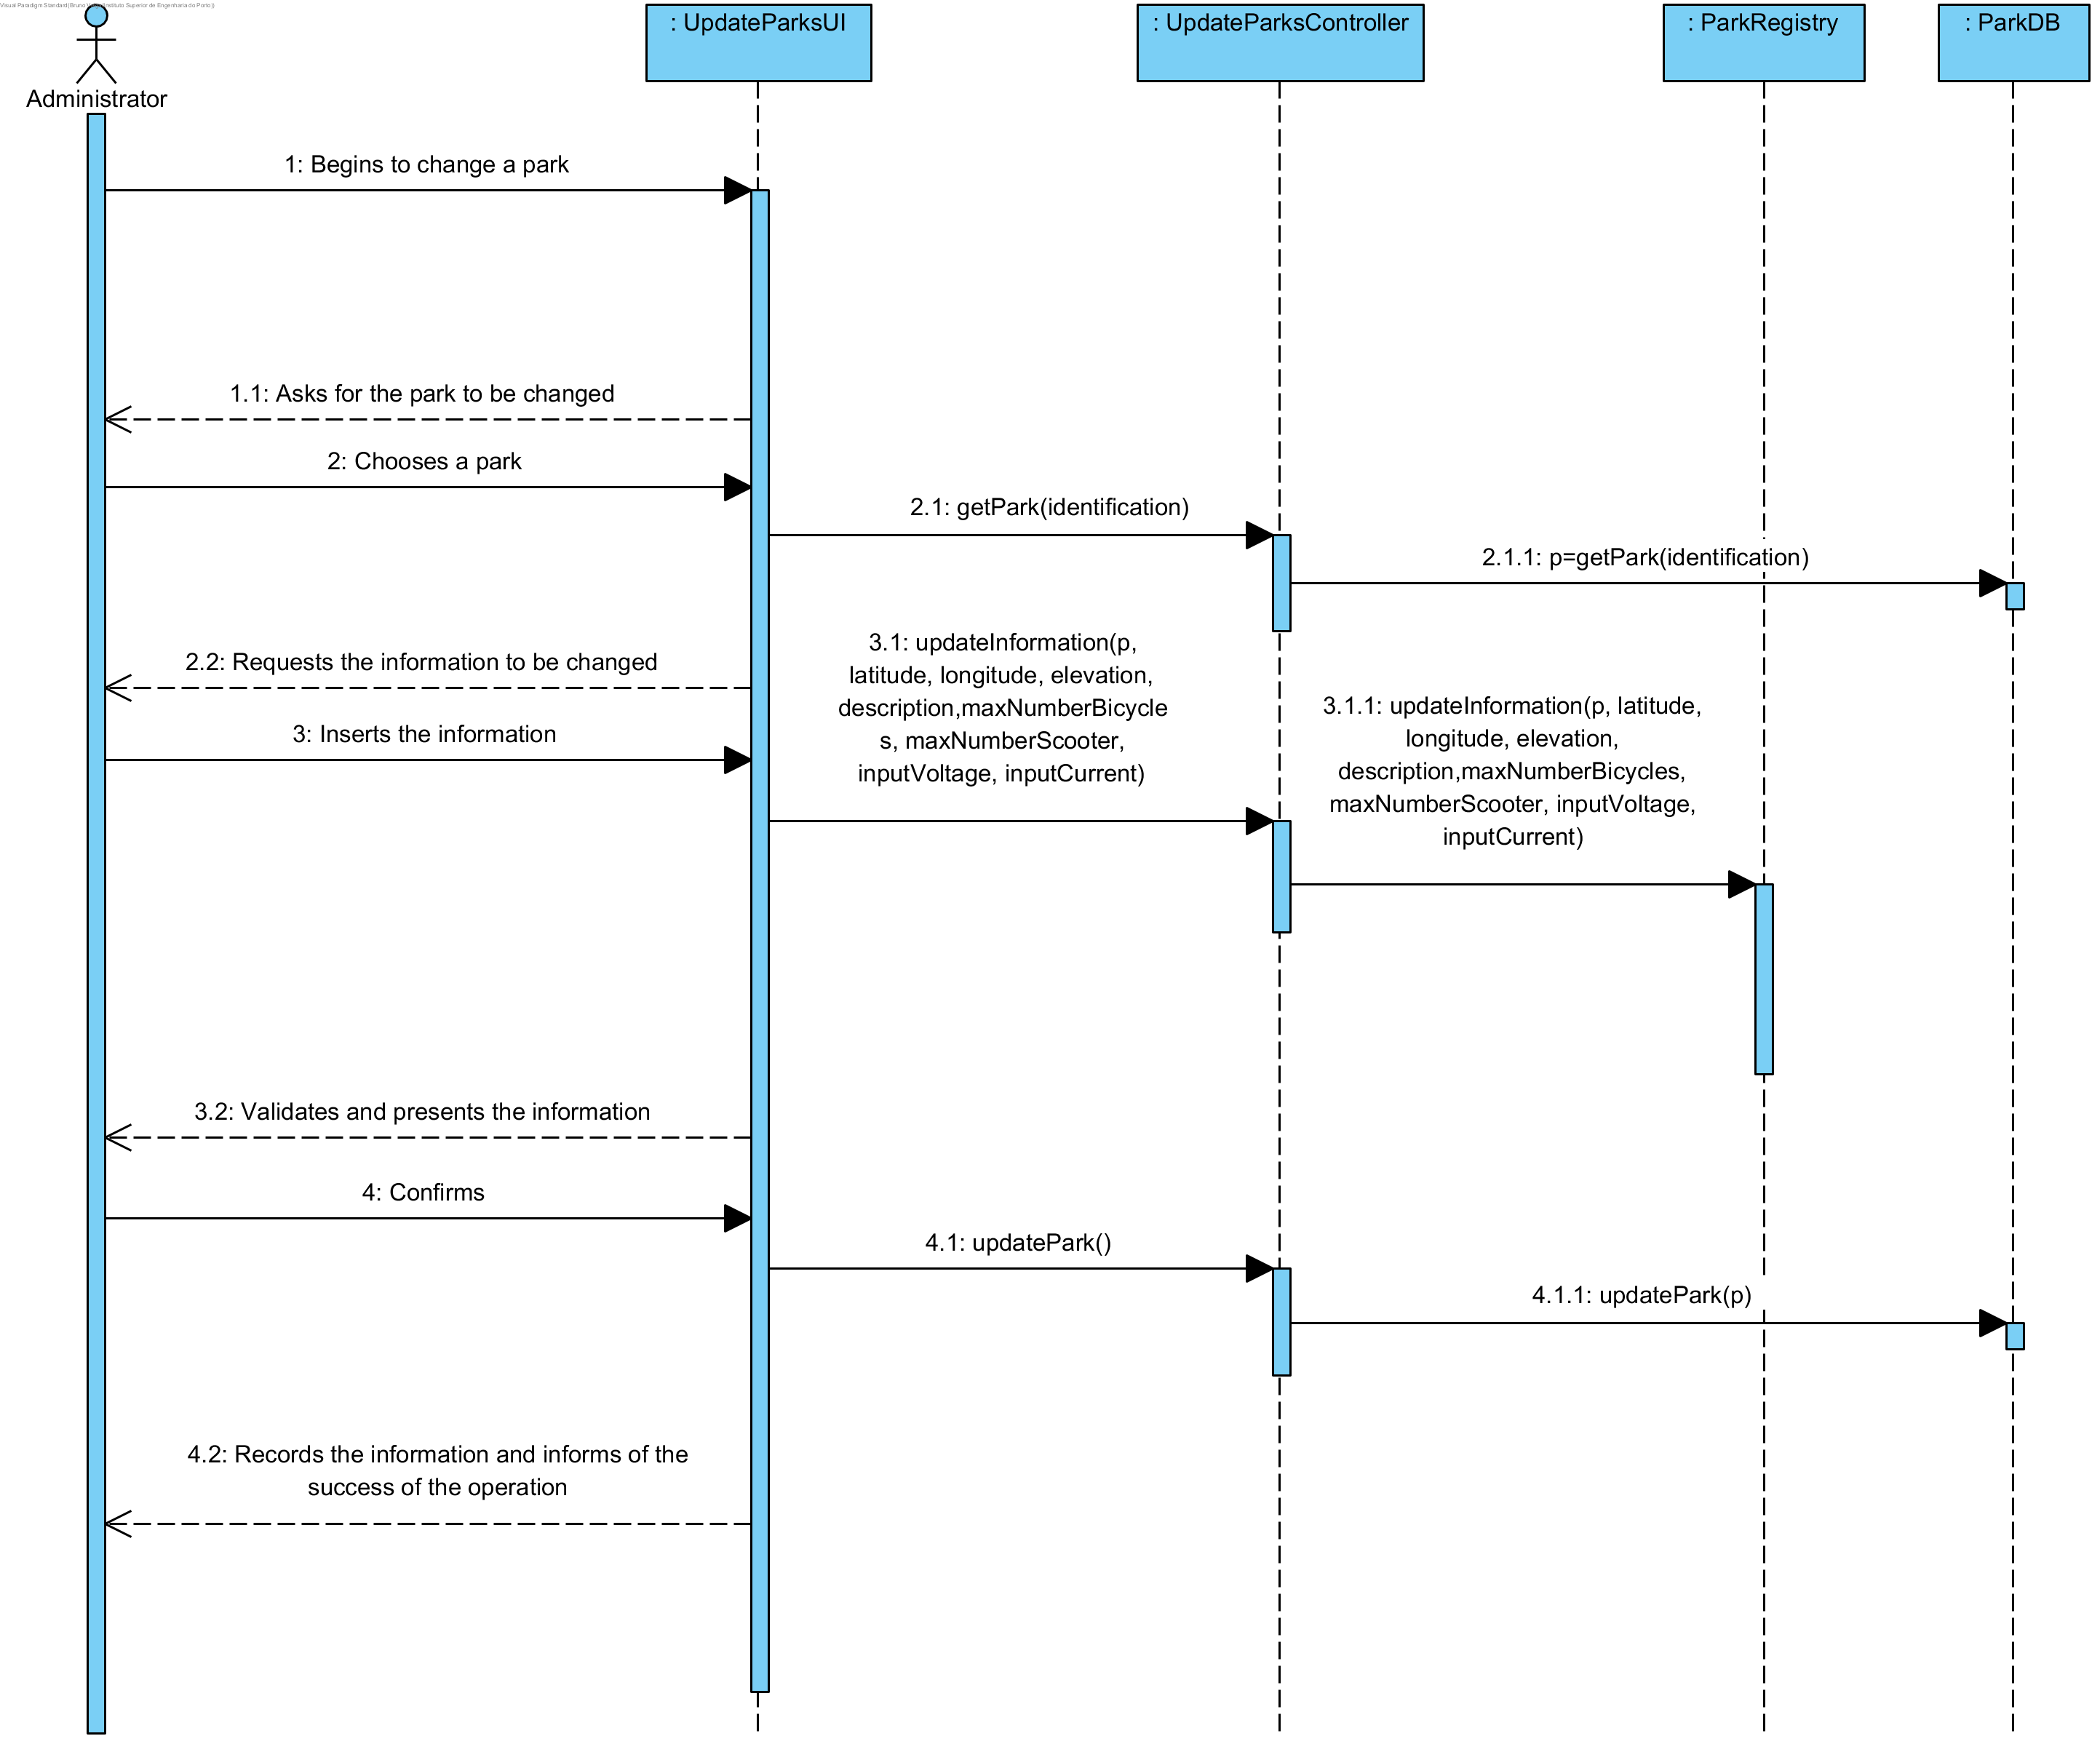 Visual Paradigm Standard(Bruno
Instituto Superior de Engenharia do Porto))
: UpdateParksUI
: UpdateParksController
: ParkRegistry
: ParkDB
Administrator
1: Begins to change a park
1.1: Asks for the park to be changed
2: Chooses a park
2.1: getPark(identification)
2.1.1: p=getPark(identification)
2.2: Requests the information to be changed
3: Inserts the information
3.1: updateInformation(p,
latitude, longitude, elevation,
description,maxNumberBicycle
s, maxNumberScooter,
inputVoltage, inputCurrent)
3.1.1: updateInformation(p, latitude,
longitude, elevation,
description,maxNumberBicycles,
maxNumberScooter, inputVoltage,
inputCurrent)
3.2: Validates and presents the information
4: Confirms
4.1: updatePark()
4.1.1: updatePark(p)
4.2: Records the information and informs of the
success of the operation